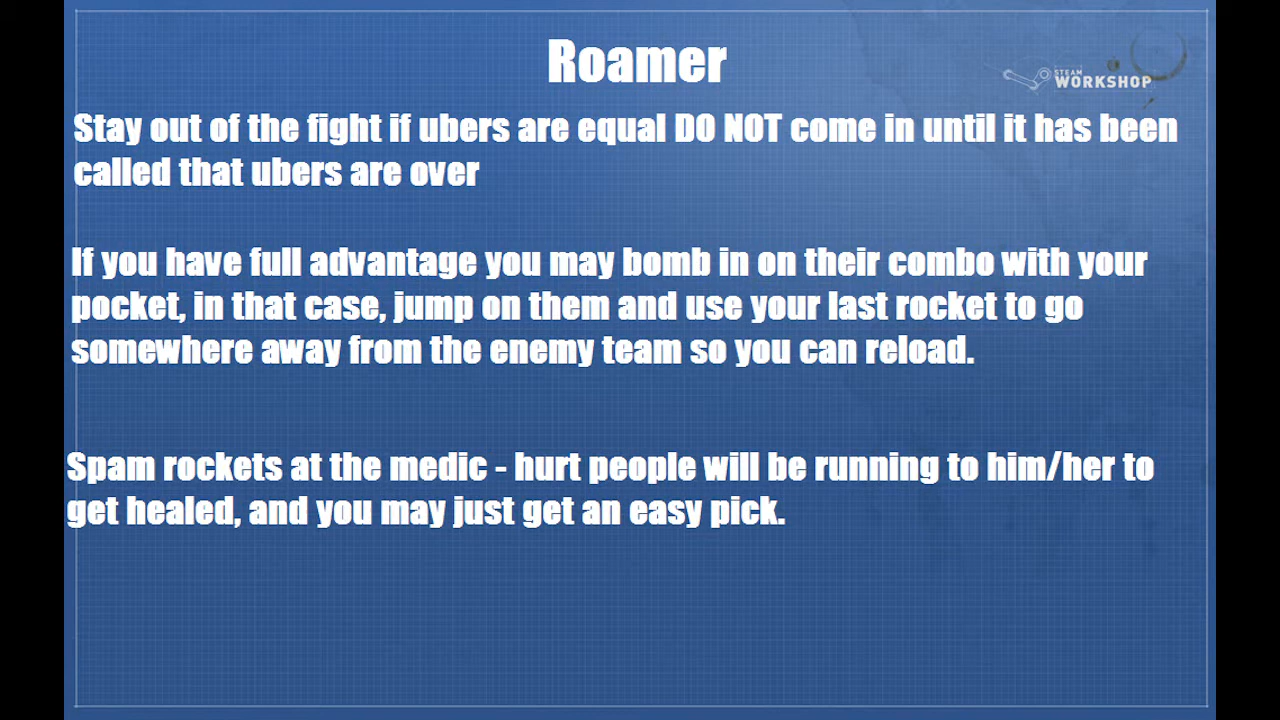 Roamer
STEAM
WORKSHOP
Stay out of the fight if ubers are equal DO NOT come in until it has been
called that ubers are over
If you have full advantage you may bomb in on their combo with your
pocket, in that case, jump on them and use your last rocket to go
somewhere away from the enemy team so you can reload.
Spam rockets at the medic - hurt people will be running to him/her to
get healed, and you may just get an easy pick.